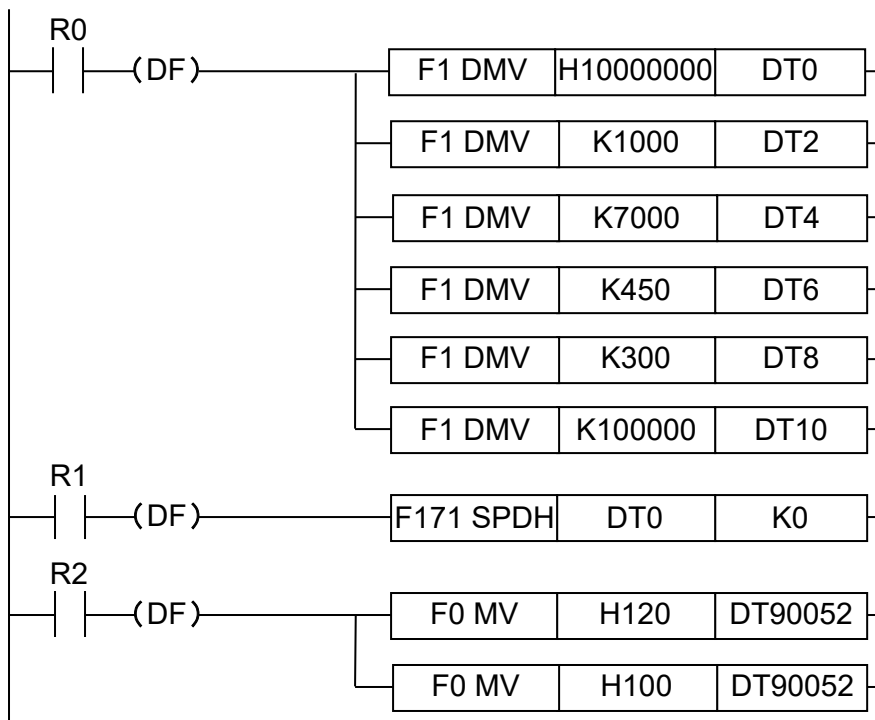 R0
(DF) F1 DMV H10000000 DT0
F1 DMV K1000 DT2
F1 DMV K7000 DT4
F1 DMV K450 DT6
F1 DMV K300 DT8
F1 DMV K100000 DT10
R1
(DF) F171 SPDH DT0 K0
R2
(DF) F0 MV H120 DT90052
F0 MV H100 DT90052